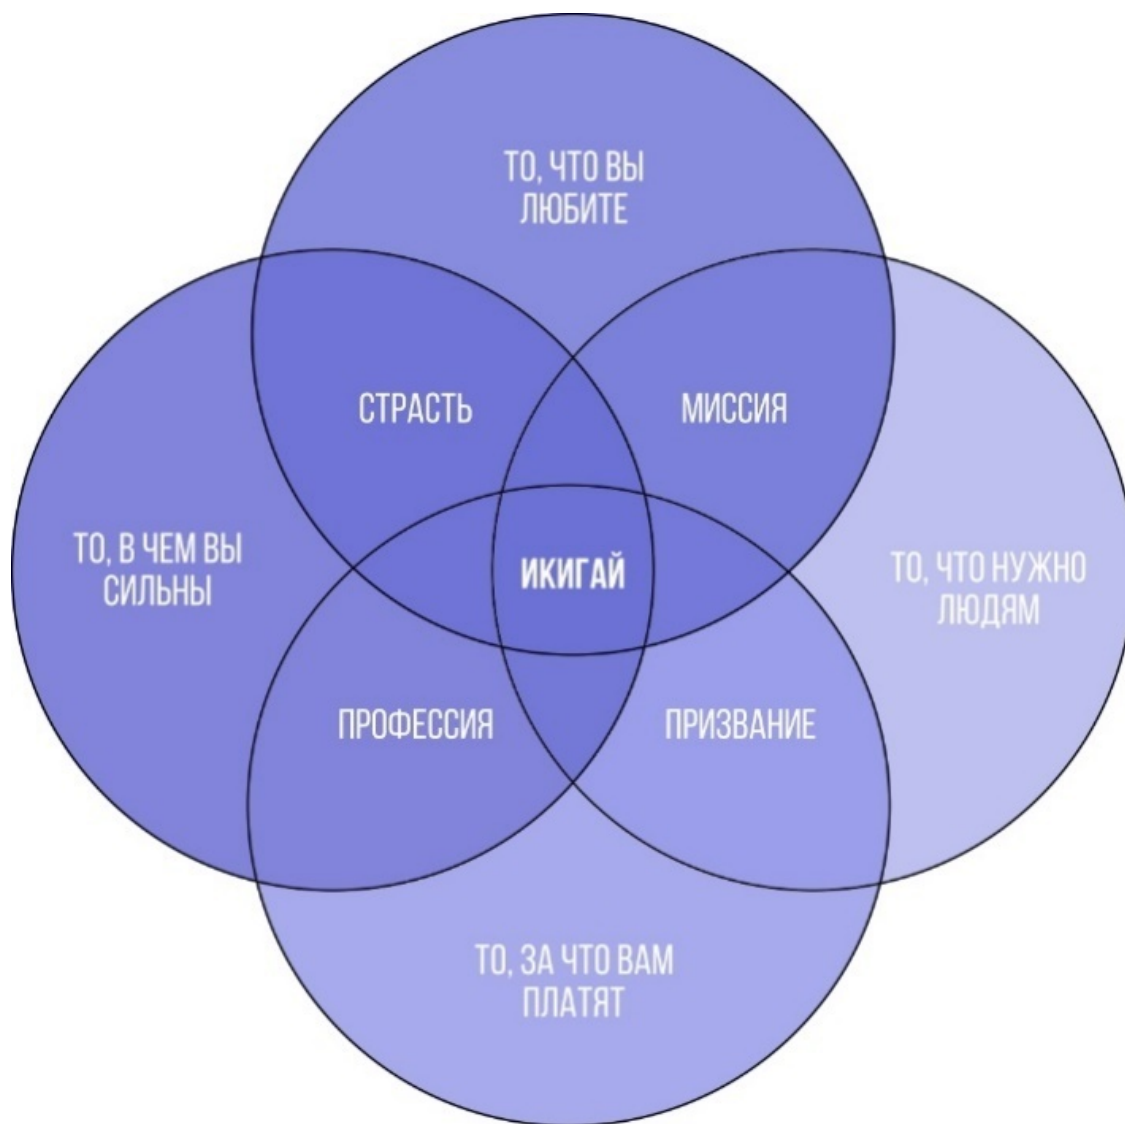 ТО, ЧТО ВЫ
ЛЮБИТЕ
СТРАСТЬ
МИССИЯ
ТО, В ЧЕМ ВЫ
СИЛЬНЫ
ИКИГАЙ
ТО, ЧТО НУЖНО
ЛЮДЯМ
ПРОФЕССИЯ
ПРИЗВАНИЕ
ТО, ЗА ЧТО ВАМ
ПЛАТЯТ